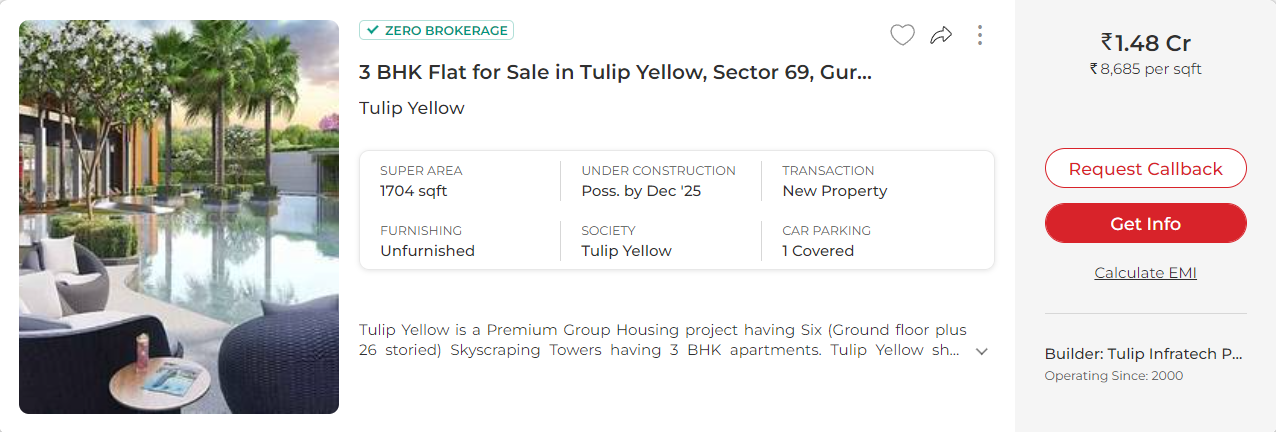 ZERO BROKERAGE
3 BHK Flat for Sale in Tulip Yellow, Sector 69, Gur...
Tulip Yellow
SUPER AREA
1704 sqft
UNDER CONSTRUCTION
Poss. by Dec '25
TRANSACTION
New Property
FURNISHING
Unfurnished
SOCIETY
Tulip Yellow
CAR PARKING
1 Covered
Tulip Yellow is a Premium Group Housing project having Six (Ground floor plus
26 storied) Skyscraping Towers having 3 BHK apartments. Tulip Yellow sh...
₹1.48 Cr
₹8,685 per sqft
Request Callback
Get Info
Calculate EMI
Builder: Tulip Infratech P...
Operating Since: 2000